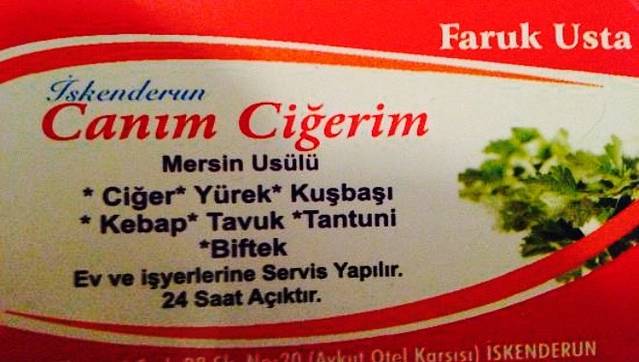 Faruk Usta
İskenderun
Canım Ciğerim
Mersin Usülü
* Ciğer* Yürek* Kuşbaşı
* Kebap* Tavuk *Tantuni
*Biftek
Ev ve işyerlerine Servis Yapılır.
24 Saat Açıktır.
No:20 (Aykut Otel Karşısı) İSKENDERUN